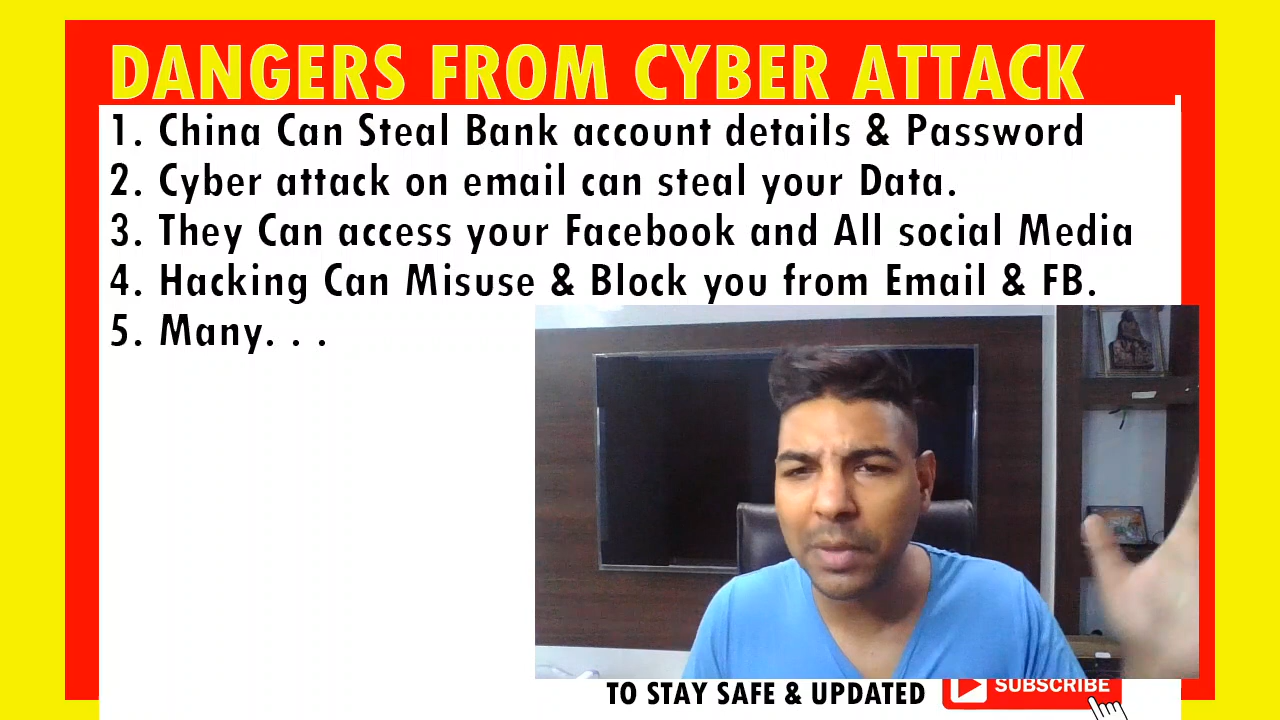 DANGERS FROM CYBER ATTACK
1. China Can Steal Bank account details & Password
2. Cyber attack on email can steal your Data.
3. They Can access your Facebook and All social Media
4. Hacking Can Misuse & Block you from Email & FB.
5. Many. . .
TO STAY SAFE & UPDATED SUBSCRIBE